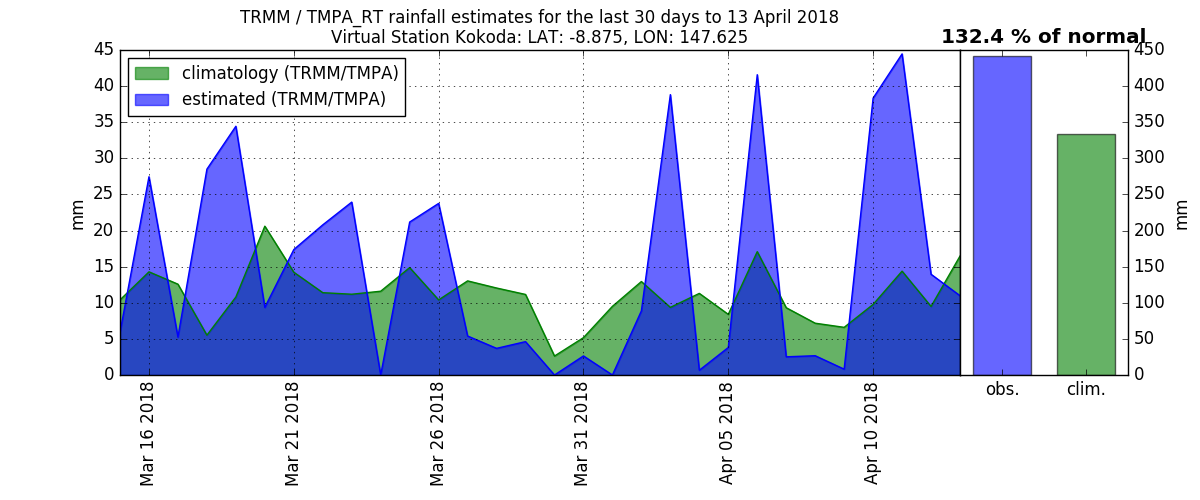 TRMM / TMPA_RT rainfall estimates for the last 30 days to 13 April 2018
Virtual Station Kokoda: LAT: -8.875, LON: 147.625
132.4 % of normal
climatology (TRMM/TMPA)
estimated (TRMM/TMPA)
45
40
35
30
25
20
15
10
5
0
mm
Mar 16 2018
Mar 21 2018
Mar 26 2018
Mar 31 2018
Apr 05 2018
Apr 10 2018
obs.
clim.
450
400
350
300
250
200
150
100
50
0
mm